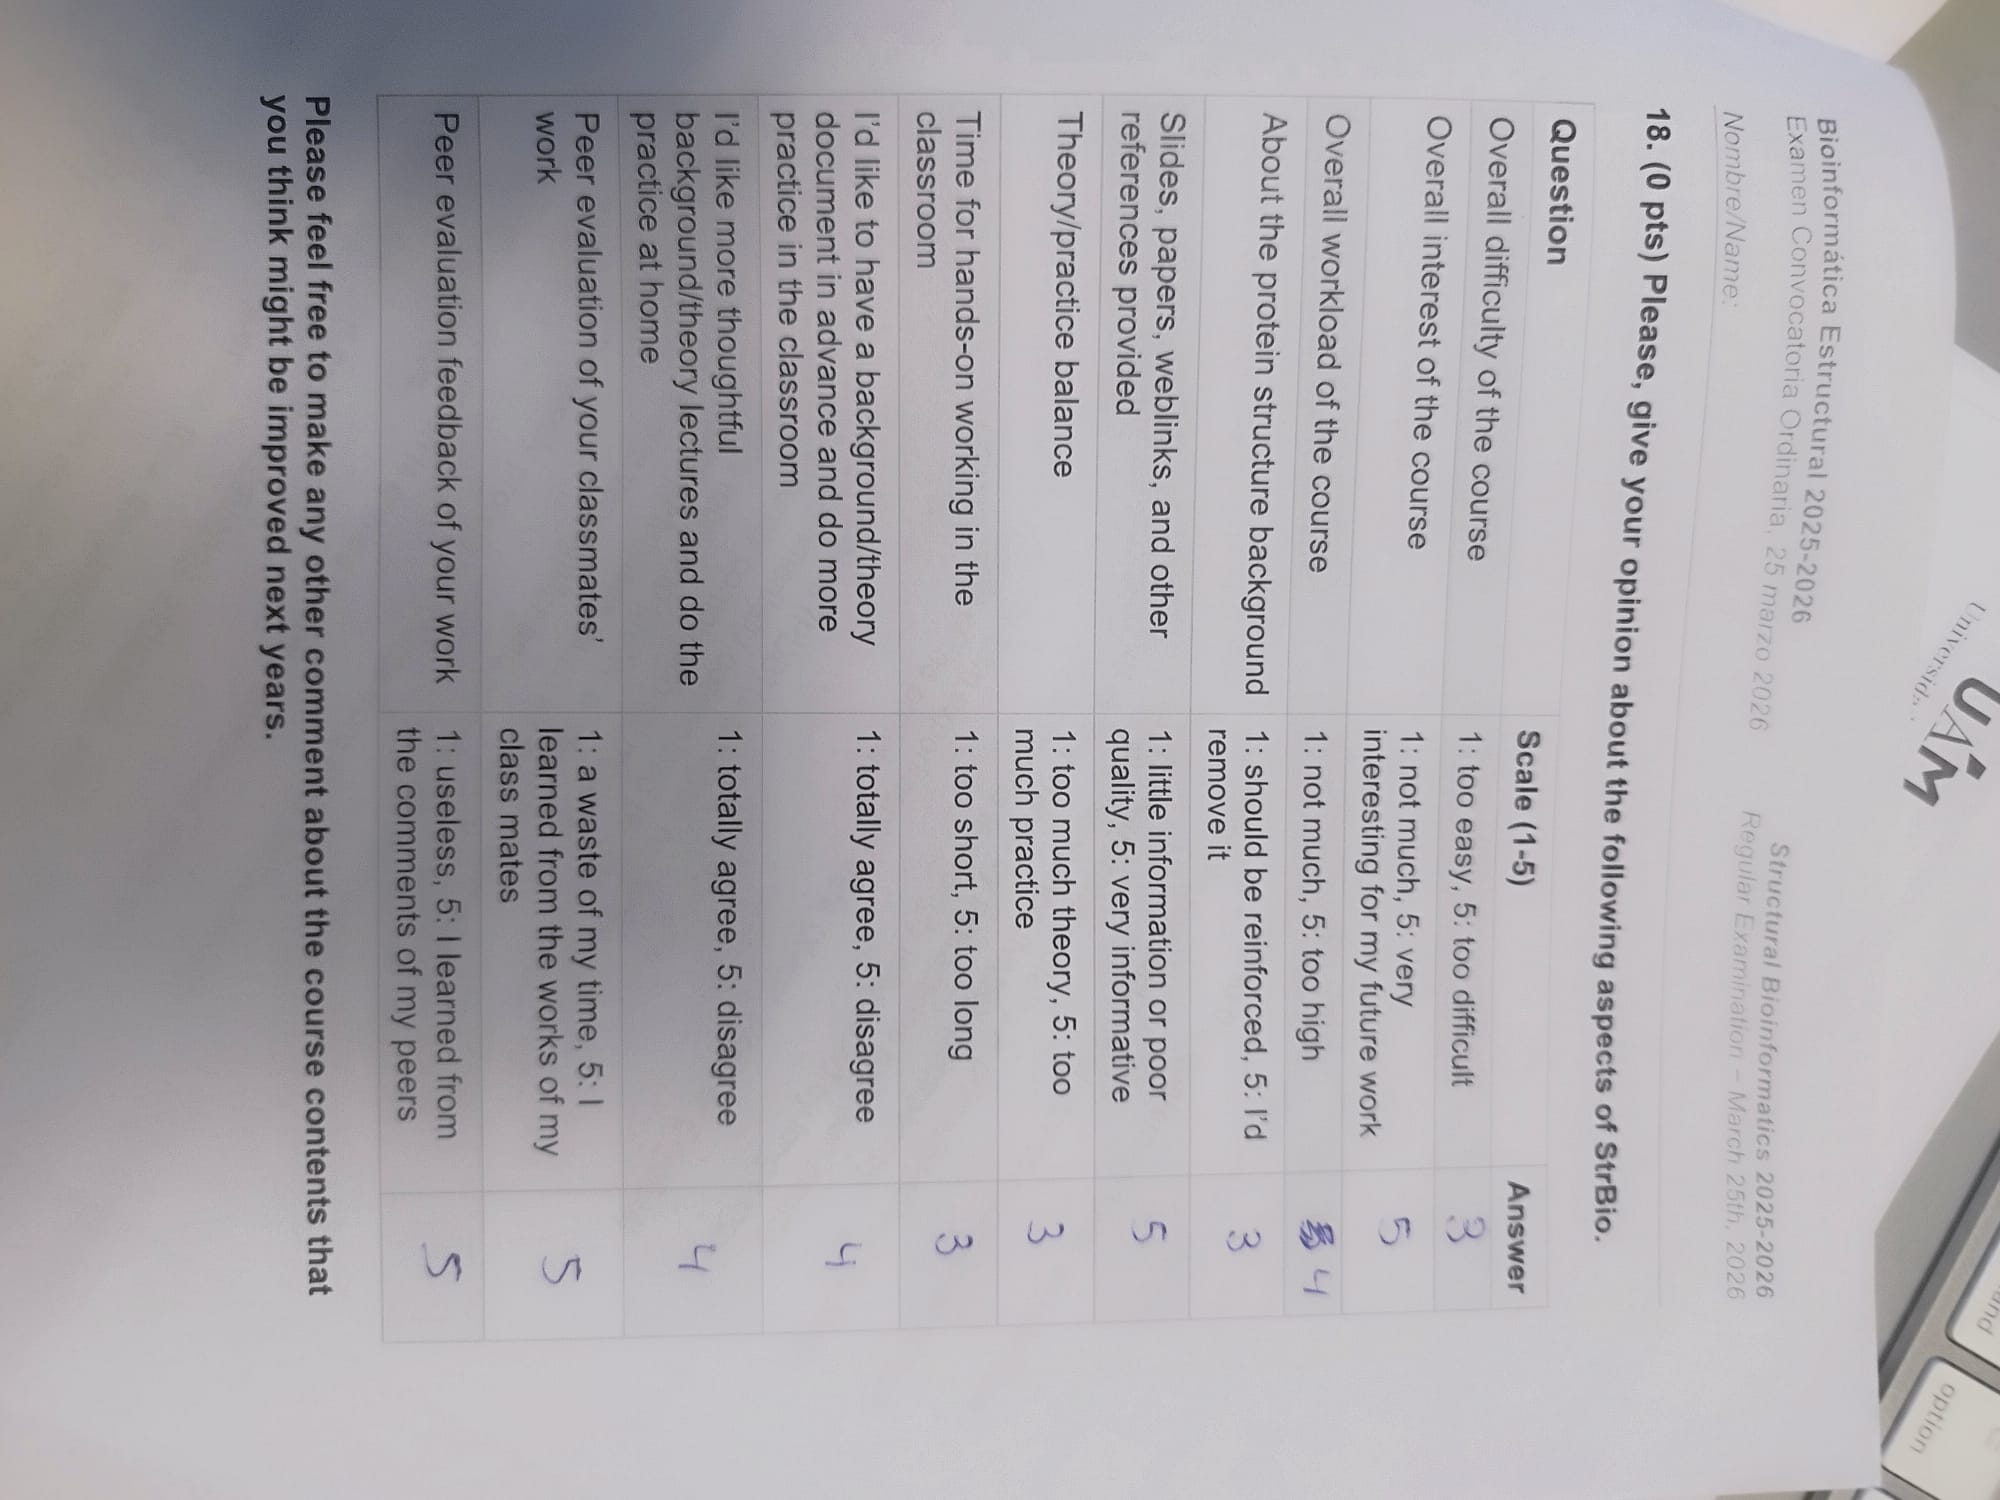 UAM
Universid...
Bioinformática Estructural 2025-2026
Structural Bioinformatics 2025-2026
Examen Convocatoria Ordinaria, 25 marzo 2026
Regular Examination - March 25th, 2026
Nombre/Name:
18. (0 pts) Please, give your opinion about the following aspects of StrBio.
Question Scale (1-5) Answer
Overall difficulty of the course 1: too easy, 5: too difficult 3
Overall interest of the course 1: not much, 5: very 5
interesting for my future work
Overall workload of the course 1: not much, 5: too high 4
About the protein structure background 1: should be reinforced, 5: I'd 3
remove it
Slides, papers, weblinks, and other 1: little information or poor 5
references provided quality, 5: very informative
Theory/practice balance 1: too much theory, 5: too 3
much practice
Time for hands-on working in the 1: too short, 5: too long 3
classroom
I'd like to have a background/theory 1: totally agree, 5: disagree 4
document in advance and do more
practice in the classroom
I'd like more thoughtful 1: totally agree, 5: disagree 4
background/theory lectures and do the
practice at home
Peer evaluation of your classmates' 1: a waste of my time, 5: I 5
work learned from the works of my
class mates
Peer evaluation feedback of your work 1: useless, 5: I learned from 5
the comments of my peers
Please feel free to make any other comment about the course contents that
you think might be improved next years.
option